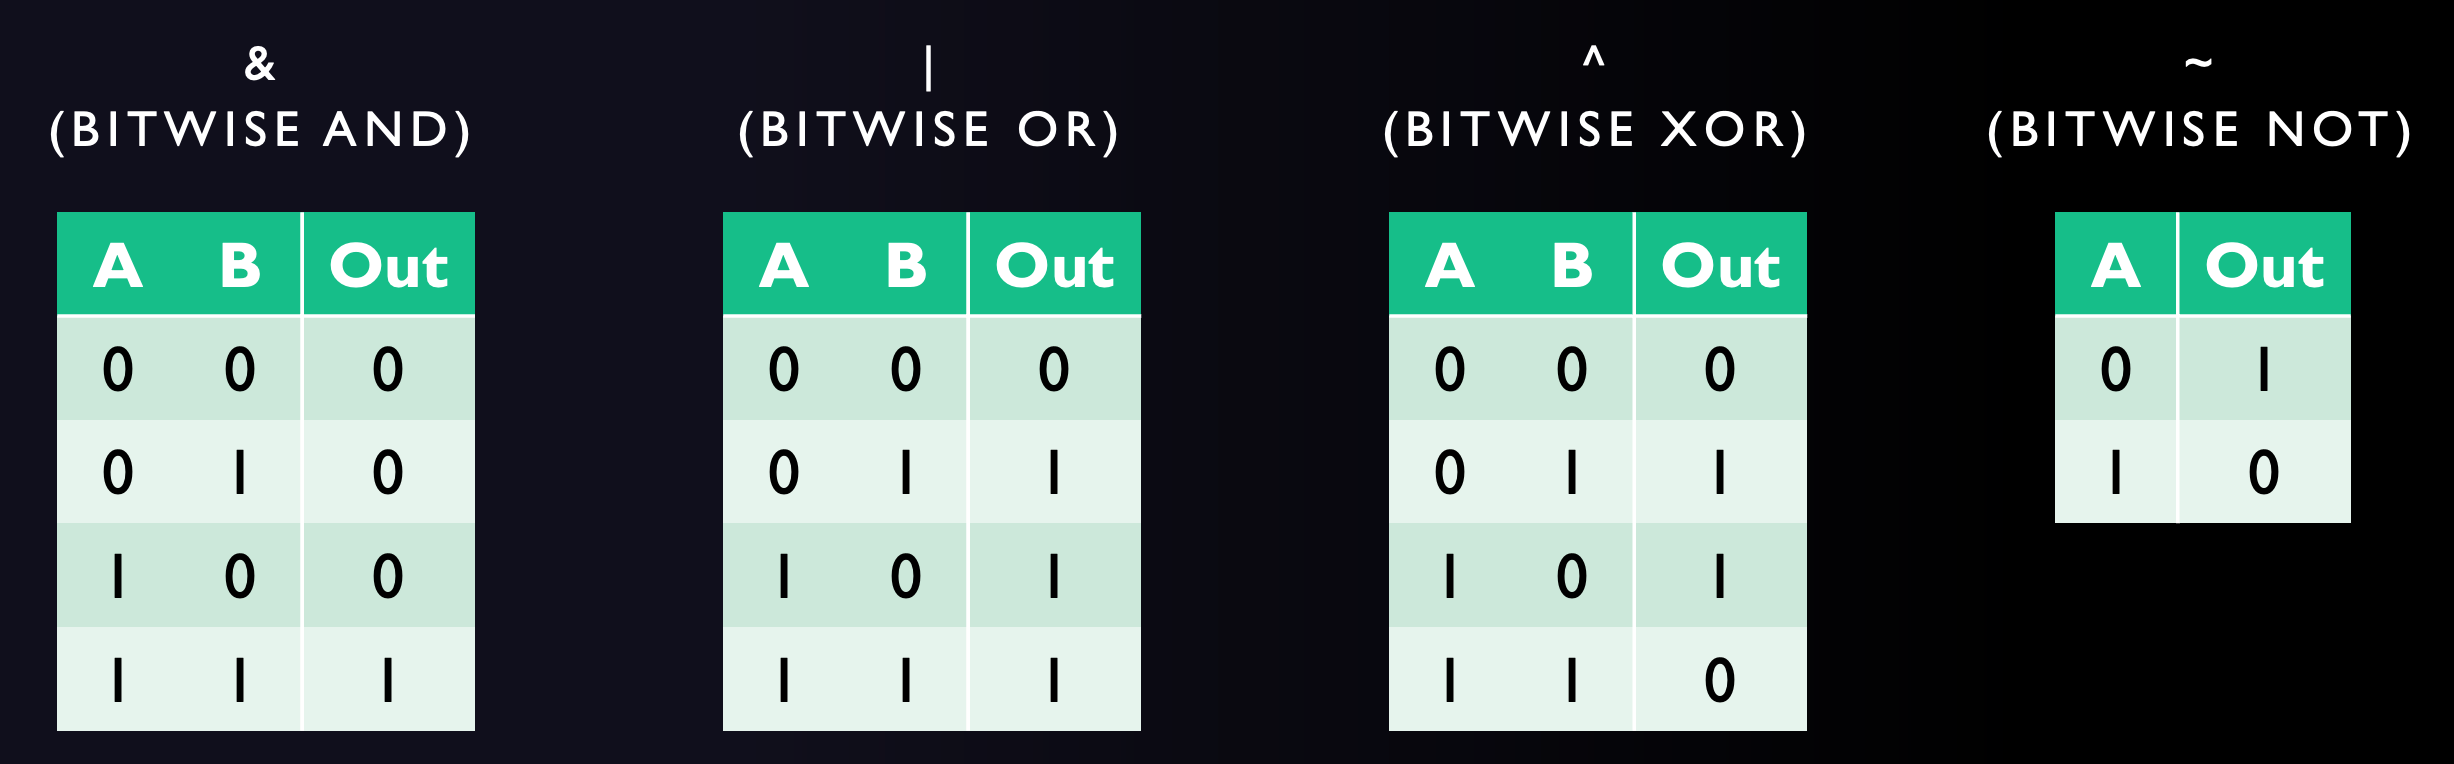 &
(BITWISE AND)
A B Out
0 0 0
0 1 0
1 0 0
1 1 1
|
(BITWISE OR)
A B Out
0 0 0
0 1 1
1 0 1
1 1 1
^
(BITWISE XOR)
A B Out
0 0 0
0 1 1
1 0 1
1 1 0
~
(BITWISE NOT)
A Out
0 1
1 0